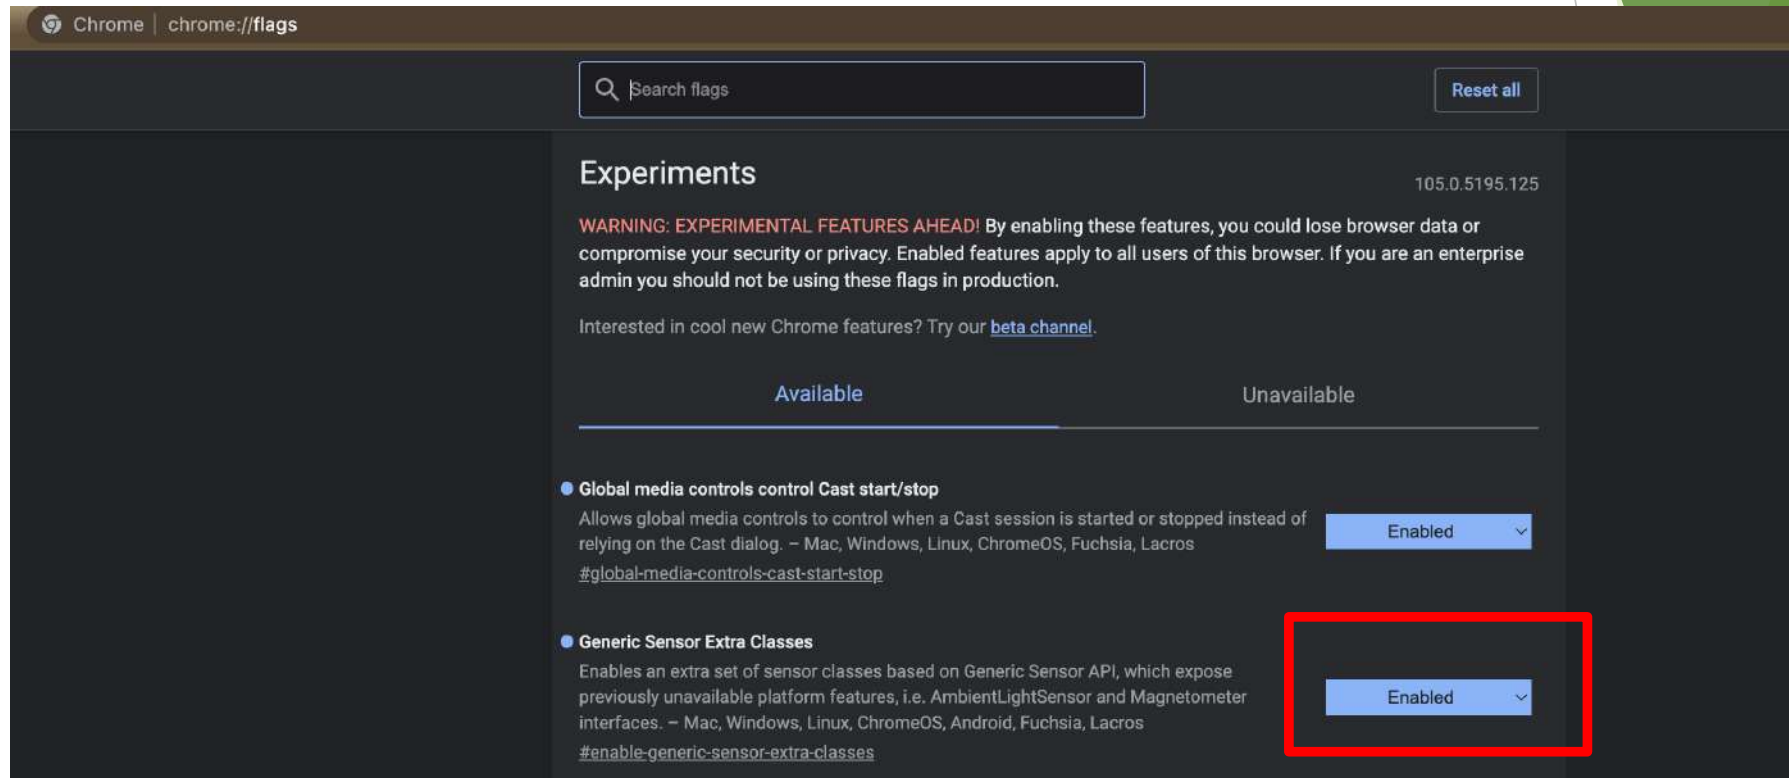 Chrome | chrome://flags
Search flags
Reset all
Experiments
105.0.5195.125
WARNING: EXPERIMENTAL FEATURES AHEAD! By enabling these features, you could lose browser data or
compromise your security or privacy. Enabled features apply to all users of this browser. If you are an enterprise
admin you should not be using these flags in production.
Interested in cool new Chrome features? Try our beta channel.
Available
Unavailable
Global media controls control Cast start/stop
Allows global media controls to control when a Cast session is started or stopped instead of
relying on the Cast dialog. – Mac, Windows, Linux, ChromeOS, Fuchsia, Lacros
#global-media-controls-cast-start-stop
Enabled
Generic Sensor Extra Classes
Enables an extra set of sensor classes based on Generic Sensor API, which expose
previously unavailable platform features, i.e. AmbientLightSensor and Magnetometer
interfaces. – Mac, Windows, Linux, ChromeOS, Android, Fuchsia, Lacros
#enable-generic-sensor-extra-classes
Enabled